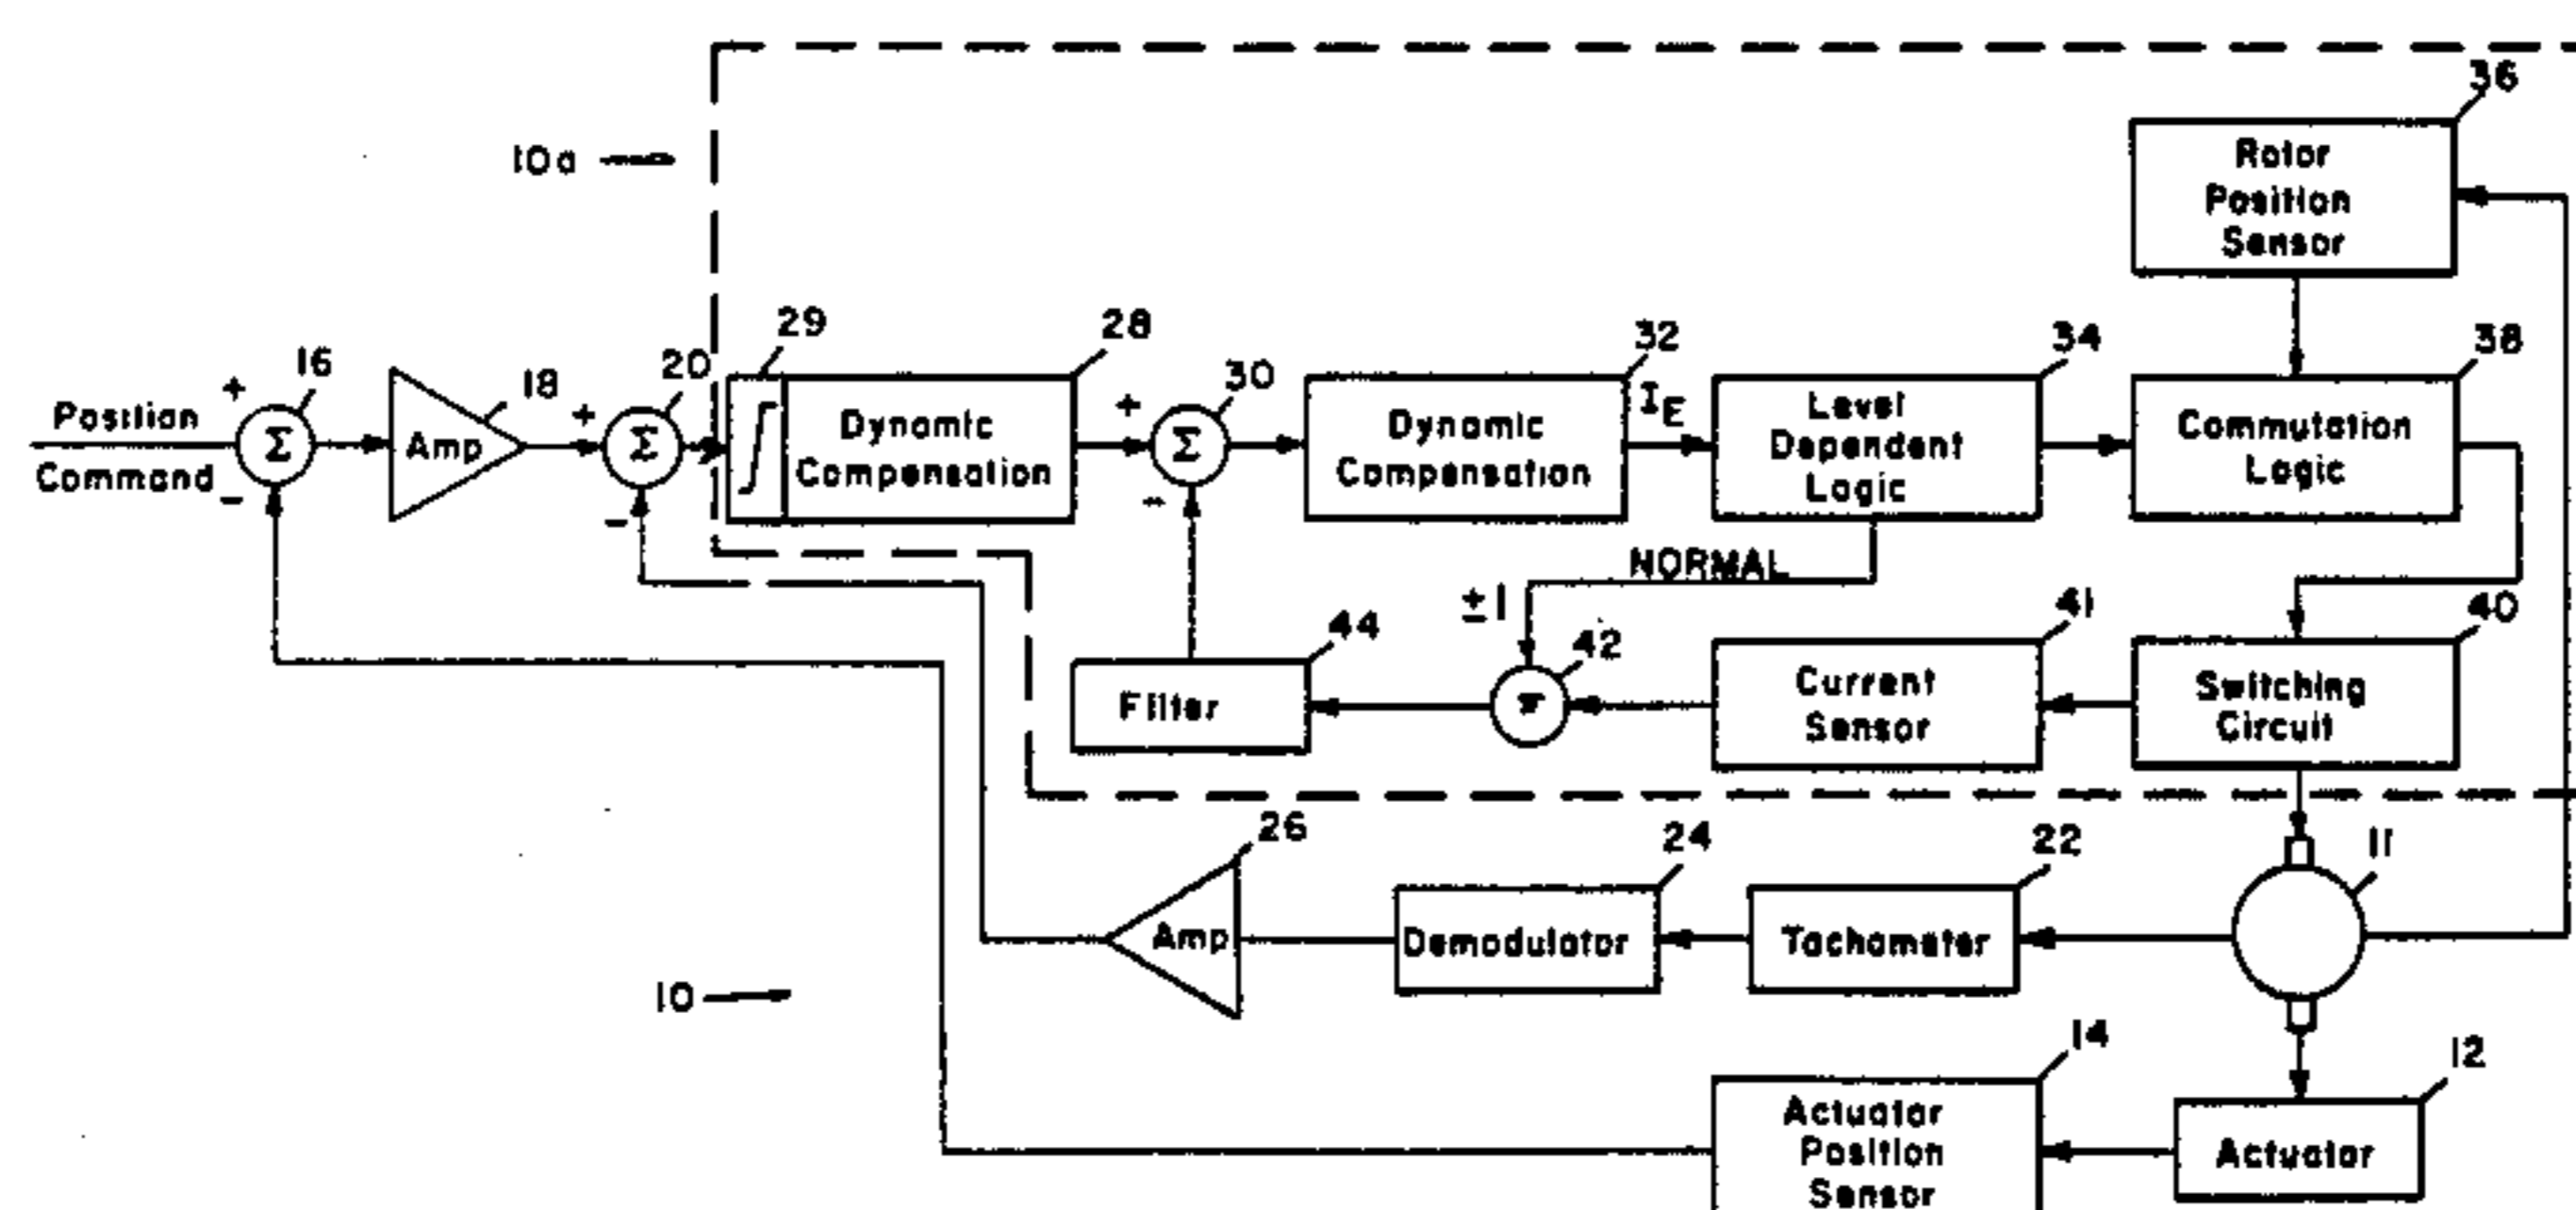 36
10a
Rotor
Position
Sensor
29
28
32
34
38
16
18
20
30
+
+
+
IE
Position
Command
Σ
Amp
Σ
Dynamic
Compensation
Σ
Dynamic
Compensation
Level
Dependent
Logic
Commutation
Logic
-
-
-
NORMAL
±1
44
42
41
40
Filter
π
Current
Sensor
Switching
Circuit
26
24
22
11
Amp
Demodulator
Tachometer
10
14
12
Actuator
Position
Sensor
Actuator